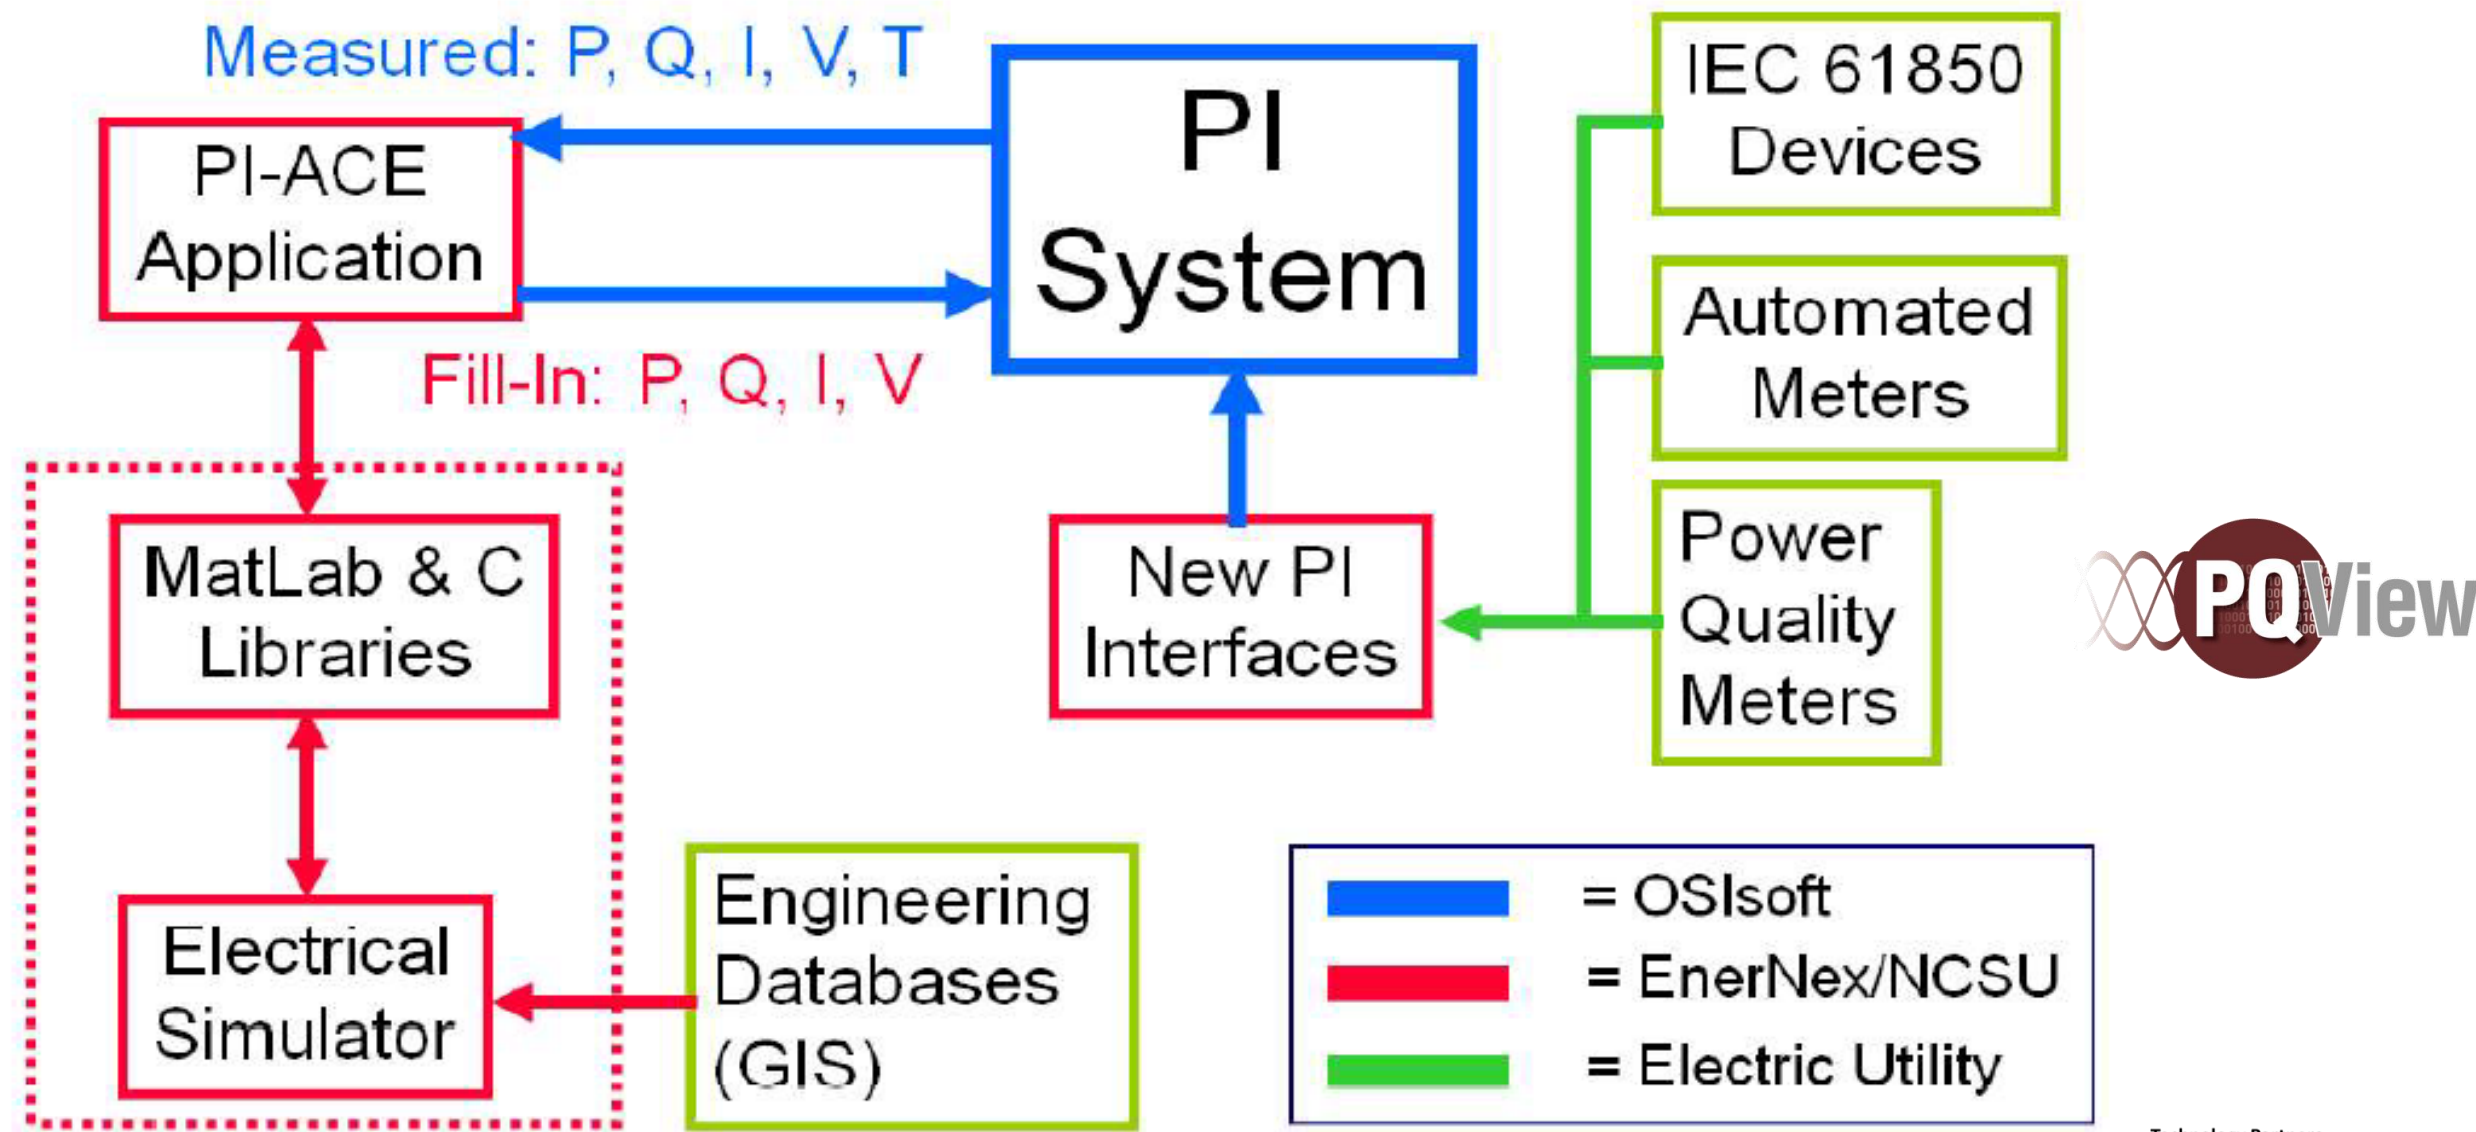 Measured: P, Q, I, V, T
PI-ACE
Application
PI
System
IEC 61850
Devices
Automated
Meters
Fill-In: P, Q, I, V
MatLab & C
Libraries
New PI
Interfaces
Power
Quality
Meters
PQView
Electrical
Simulator
Engineering
Databases
(GIS)
= OSIsoft
= EnerNex/NCSU
= Electric Utility